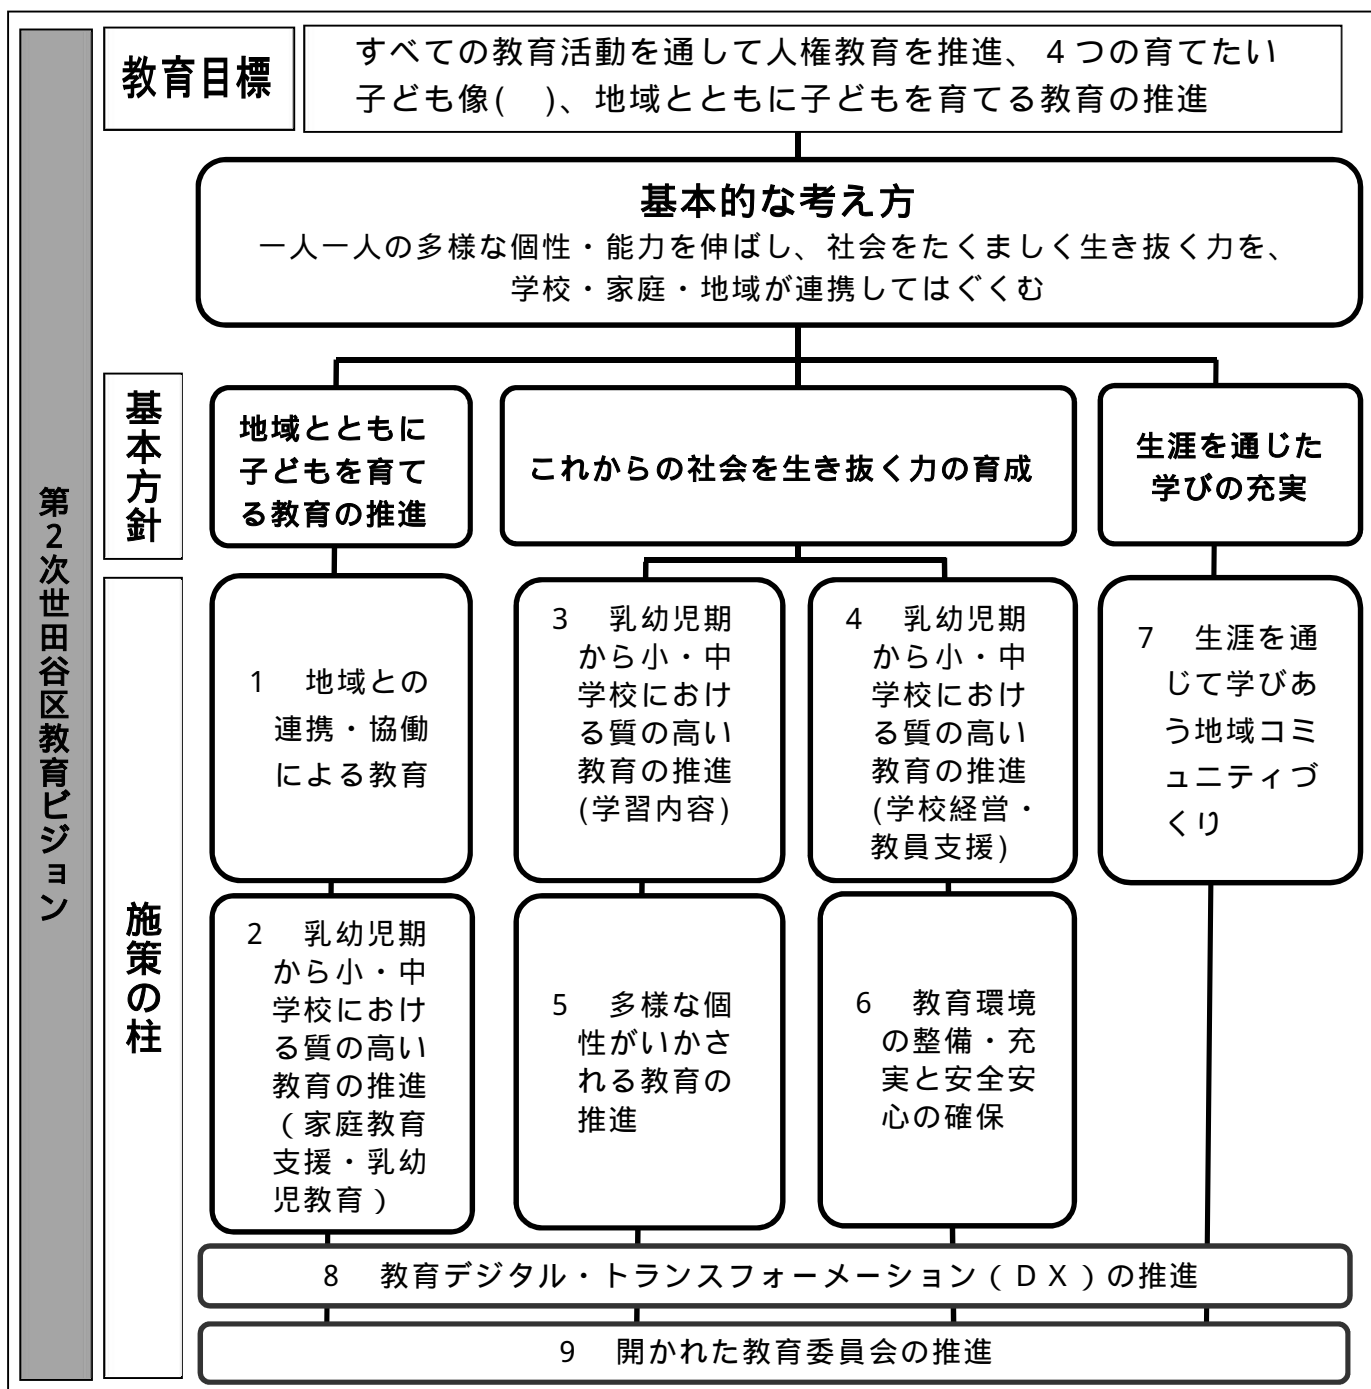 第2次世田谷区教育ビジョン
教育目標
すべての教育活動を通して人権教育を推進、4つの育てたい
子ども像(　)、地域とともに子どもを育てる教育の推進
基本的な考え方
一人一人の多様な個性・能力を伸ばし、社会をたくましく生き抜く力を、
学校・家庭・地域が連携してはぐくむ
基本方針
地域とともに
子どもを育て
る教育の推進
これからの社会を生き抜く力の育成
生涯を通じた
学びの充実
施策の柱
1　地域との
連携・協働
による教育
2　乳幼児期
から小・中
学校におけ
る質の高い
教育の推進
（家庭教育
支援・乳幼
児教育）
3　乳幼児期
から小・中
学校におけ
る質の高い
教育の推進
(学習内容)
4　乳幼児期
から小・中
学校におけ
る質の高い
教育の推進
(学校経営・
教員支援)
5　多様な個
性がいかさ
れる教育の
推進
6　教育環境
の整備・充
実と安全安
心の確保
7　生涯を通
じて学びあ
う地域コミ
ュニティづ
くり
8　教育デジタル・トランスフォーメーション（ＤＸ）の推進
9　開かれた教育委員会の推進